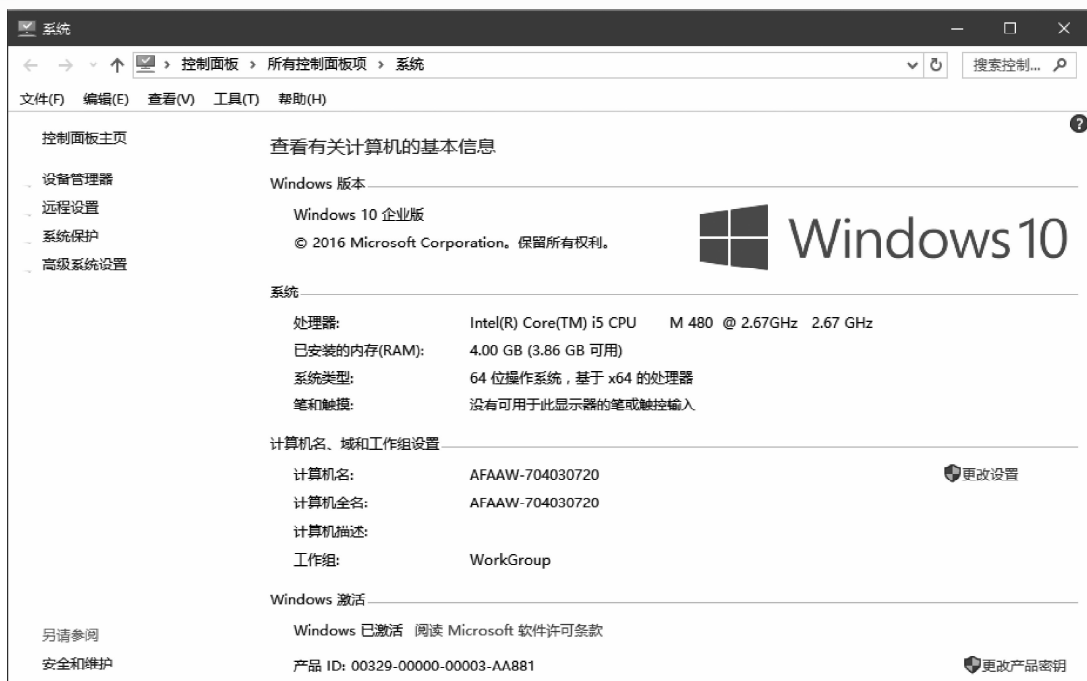 系统
控制面板 > 所有控制面板项 > 系统
搜索控制...
文件(F) 编辑(E) 查看(V) 工具(T) 帮助(H)
控制面板主页
设备管理器
远程设置
系统保护
高级系统设置
另请参阅
安全和维护
查看有关计算机的基本信息
Windows 版本
Windows 10 企业版
© 2016 Microsoft Corporation。保留所有权利。
Windows 10
系统
处理器: Intel(R) Core(TM) i5 CPU M 480 @ 2.67GHz 2.67 GHz
已安装的内存(RAM): 4.00 GB (3.86 GB 可用)
系统类型: 64 位操作系统，基于 x64 的处理器
笔和触摸: 没有可用于此显示器的笔或触控输入
计算机名、域和工作组设置
计算机名: AFAAW-704030720
更改设置
计算机全名: AFAAW-704030720
计算机描述:
工作组: WorkGroup
Windows 激活
Windows 已激活 阅读 Microsoft 软件许可条款
产品 ID: 00329-00000-00003-AA881
更改产品密钥